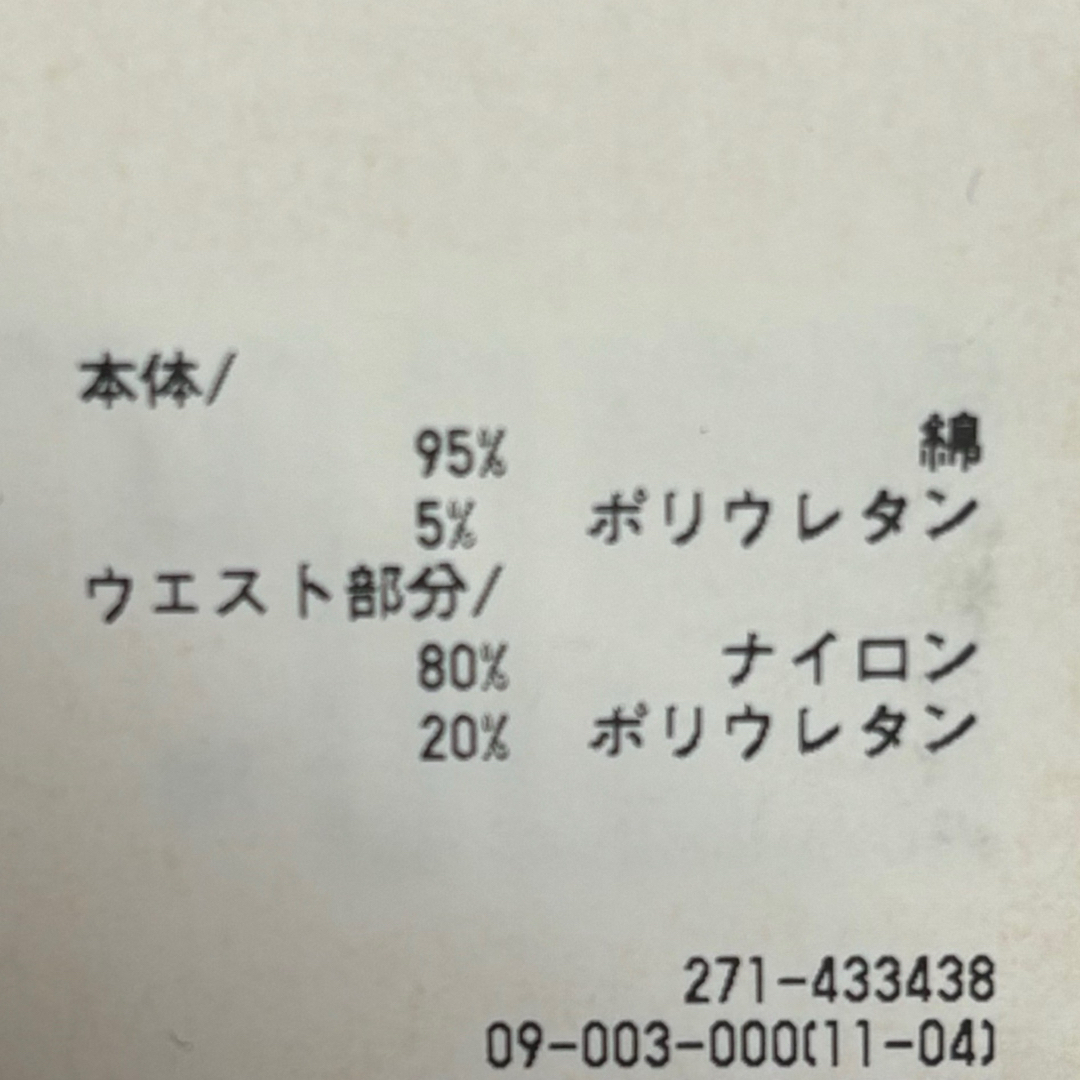 本体/
95% 綿
5% ポリウレタン
ウエスト部分/
80% ナイロン
20% ポリウレタン
271-433438
09-003-000(11-04)